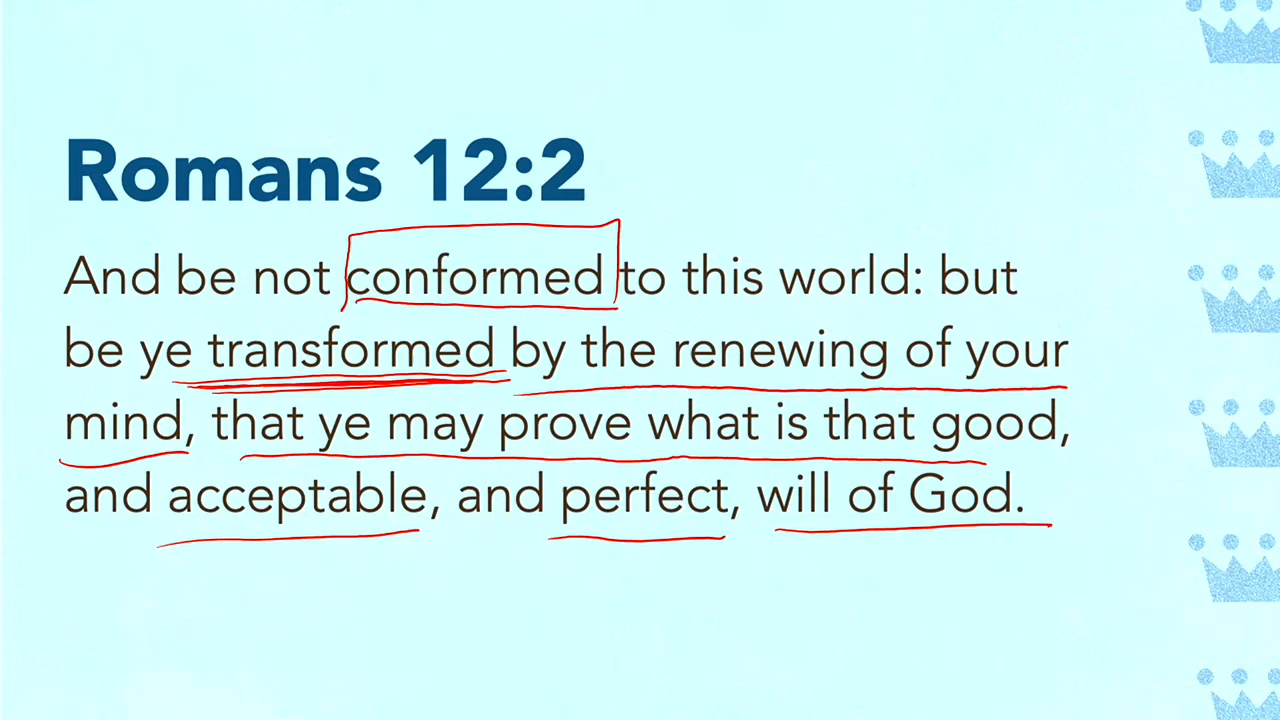 Romans 12:2
And be not conformed to this world: but
be ye transformed by the renewing of your
mind, that ye may prove what is that good,
and acceptable, and perfect, will of God.